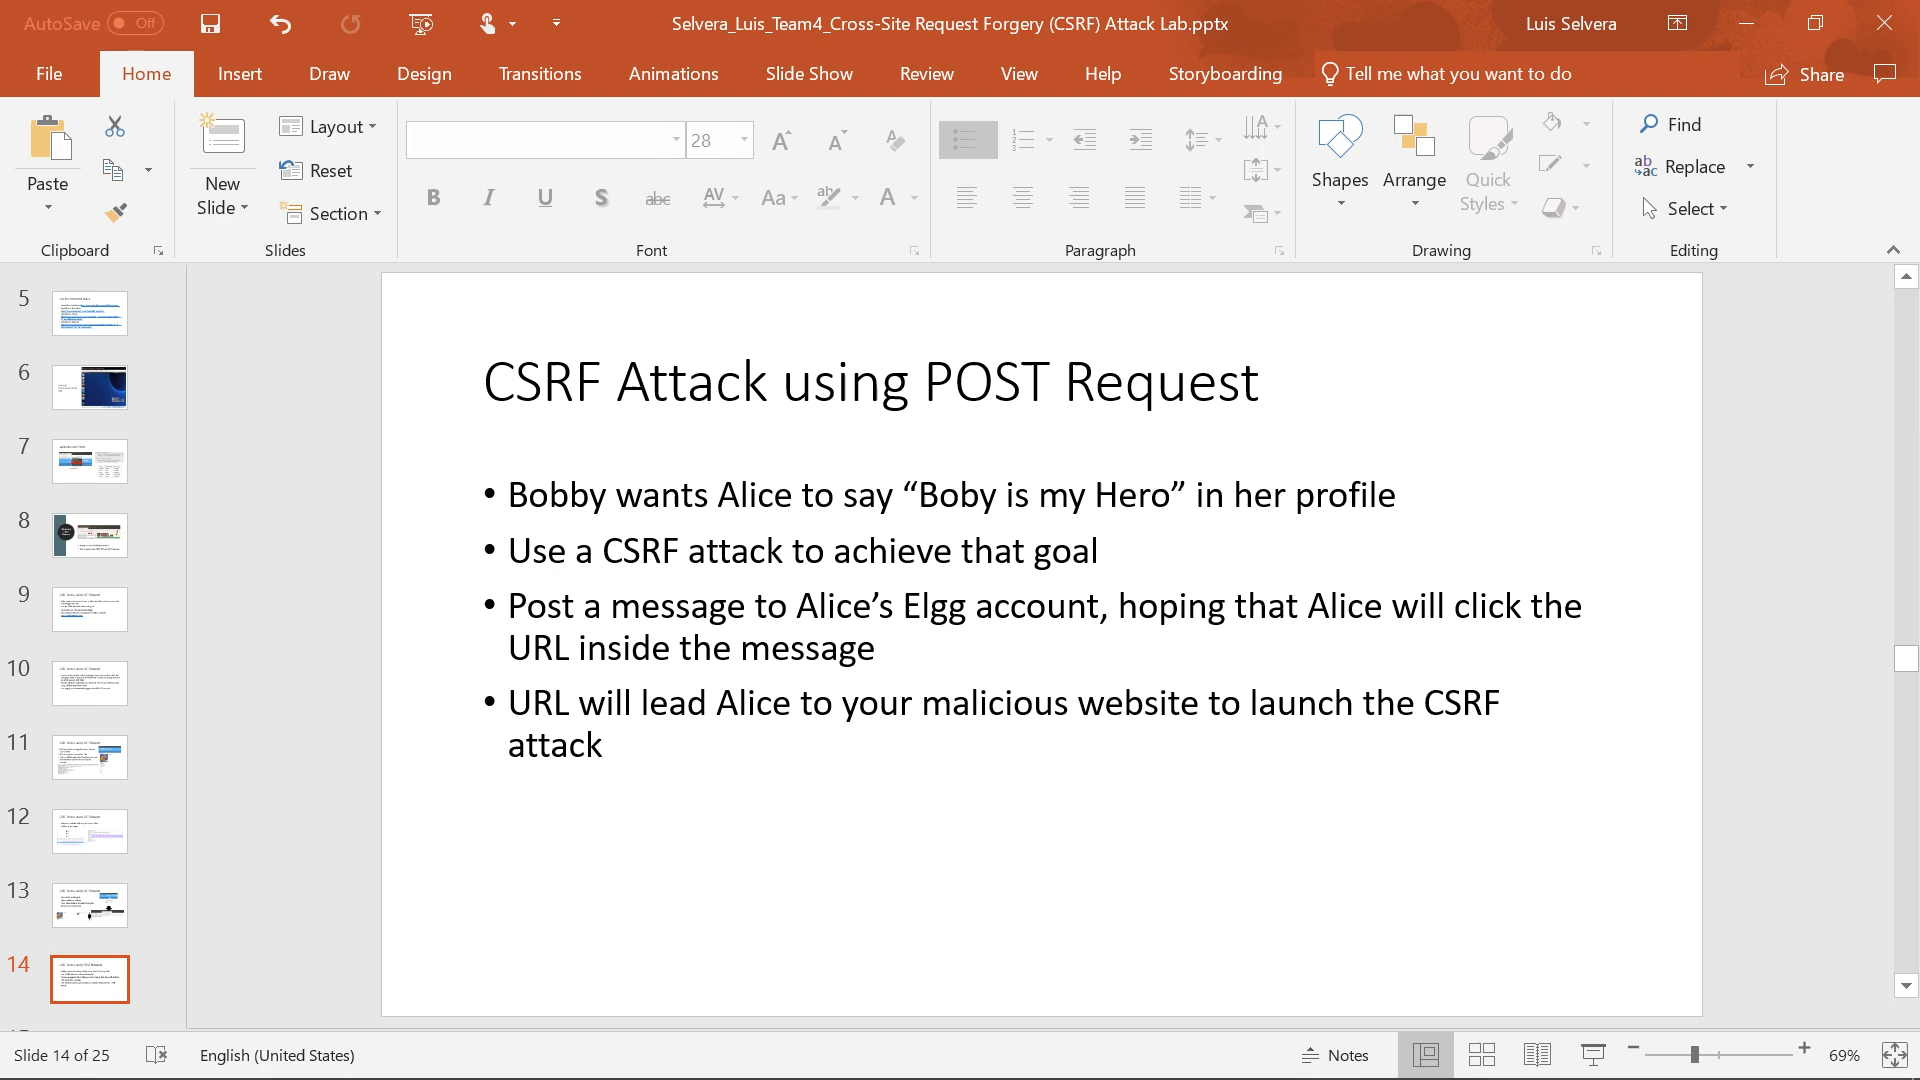 AutoSave Off
Selvera_Luis_Team4_Cross-Site Request Forgery (CSRF) Attack Lab.pptx
Luis Selvera
File Home Insert Draw Design Transitions Animations Slide Show Review View Help Storyboarding Tell me what you want to do Share
Paste
New Slide
Layout
Reset
Section
28
Shapes
Arrange
Quick Styles
Find
Replace
Select
Clipboard Slides Font Paragraph Drawing Editing
5
6
7
8
9
10
11
12
13
14
CSRF Attack using POST Request
• Bobby wants Alice to say “Boby is my Hero” in her profile
• Use a CSRF attack to achieve that goal
• Post a message to Alice’s Elgg account, hoping that Alice will click the
URL inside the message
• URL will lead Alice to your malicious website to launch the CSRF
attack
Slide 14 of 25 English (United States) Notes 69%